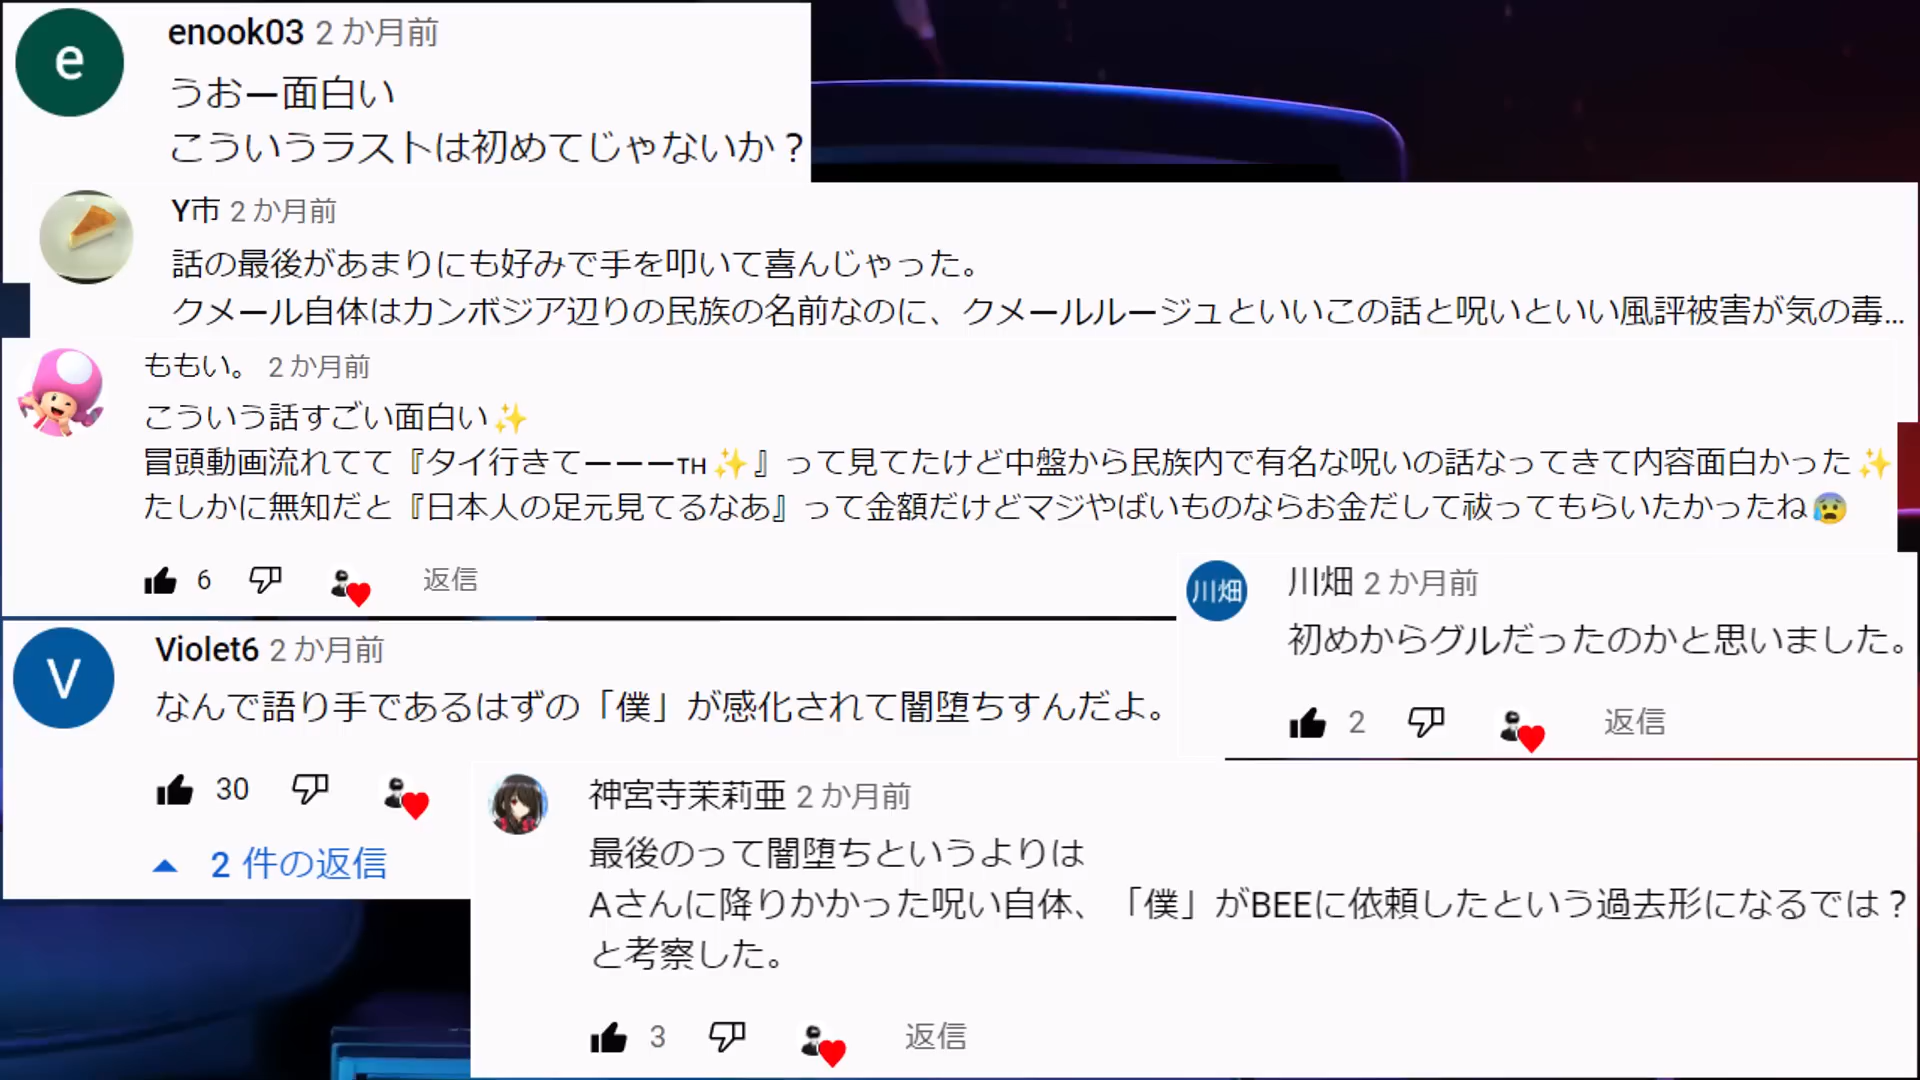 e
enook03 2 か月前
うおー面白い
こういうラストは初めてじゃないか？
Y市 2 か月前
話の最後があまりにも好みで手を叩いて喜んじゃった。
クメール自体はカンボジア辺りの民族の名前なのに、クメールルージュといいこの話と呪いといい風評被害が気の毒...
ももい。 2 か月前
こういう話すごい面白い✨
冒頭動画流れてて『タイ行きてーーーTH✨』って見てたけど中盤から民族内で有名な呪いの話なってきて内容面白かった✨
たしかに無知だと『日本人の足元見てるなあ』って金額だけどマジやばいものならお金だして祓ってもらいたかったね😰
6 返信
川畑
川畑 2 か月前
初めからグルだったのかと思いました。
2 返信
V
Violet6 2 か月前
なんで語り手であるはずの「僕」が感化されて闇堕ちすんだよ。
30
2 件の返信
神宮寺茉莉亜 2 か月前
最後のって闇堕ちというよりは
Aさんに降りかかった呪い自体、「僕」がBEEに依頼したという過去形になるでは？
と考察した。
3 返信